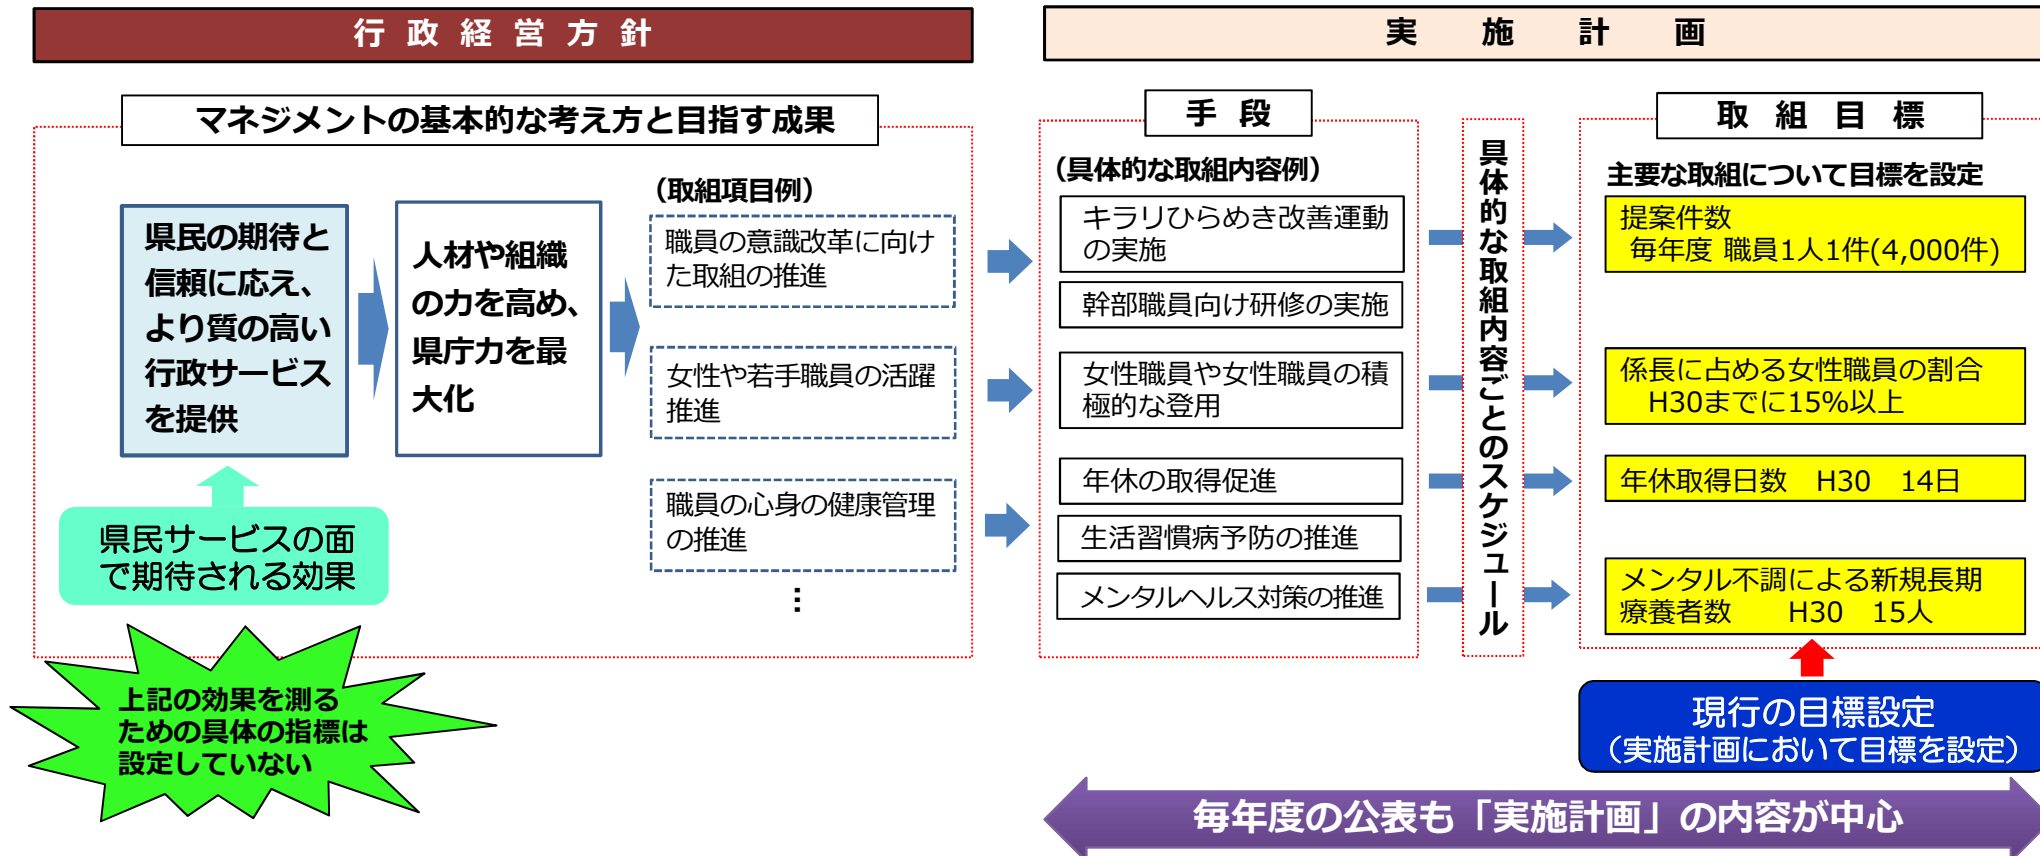 行政経営方針
実施計画
マネジメントの基本的な考え方と目指す成果
県民の期待と
信頼に応え、
より質の高い
行政サービス
を提供
人材や組織
の力を高め、
県庁力を最
大化
（取組項目例）
職員の意識改革に向け
た取組の推進
女性や若手職員の活躍
推進
職員の心身の健康管理
の推進
…
県民サービスの面
で期待される効果
上記の効果を測る
ための具体の指標は
設定していない
手段
（具体的な取組内容例）
キラリひらめき改善運動
の実施
幹部職員向け研修の実施
女性職員や女性職員の積
極的な登用
年休の取得促進
生活習慣病予防の推進
メンタルヘルス対策の推進
具体的な取組内容ごとのスケジュール
取組目標
主要な取組について目標を設定
提案件数
毎年度 職員1人1件(4,000件)
係長に占める女性職員の割合
H30までに15%以上
年休取得日数　H30　14日
メンタル不調による新規長期
療養者数　　H30　15人
現行の目標設定
（実施計画において目標を設定）
毎年度の公表も「実施計画」の内容が中心